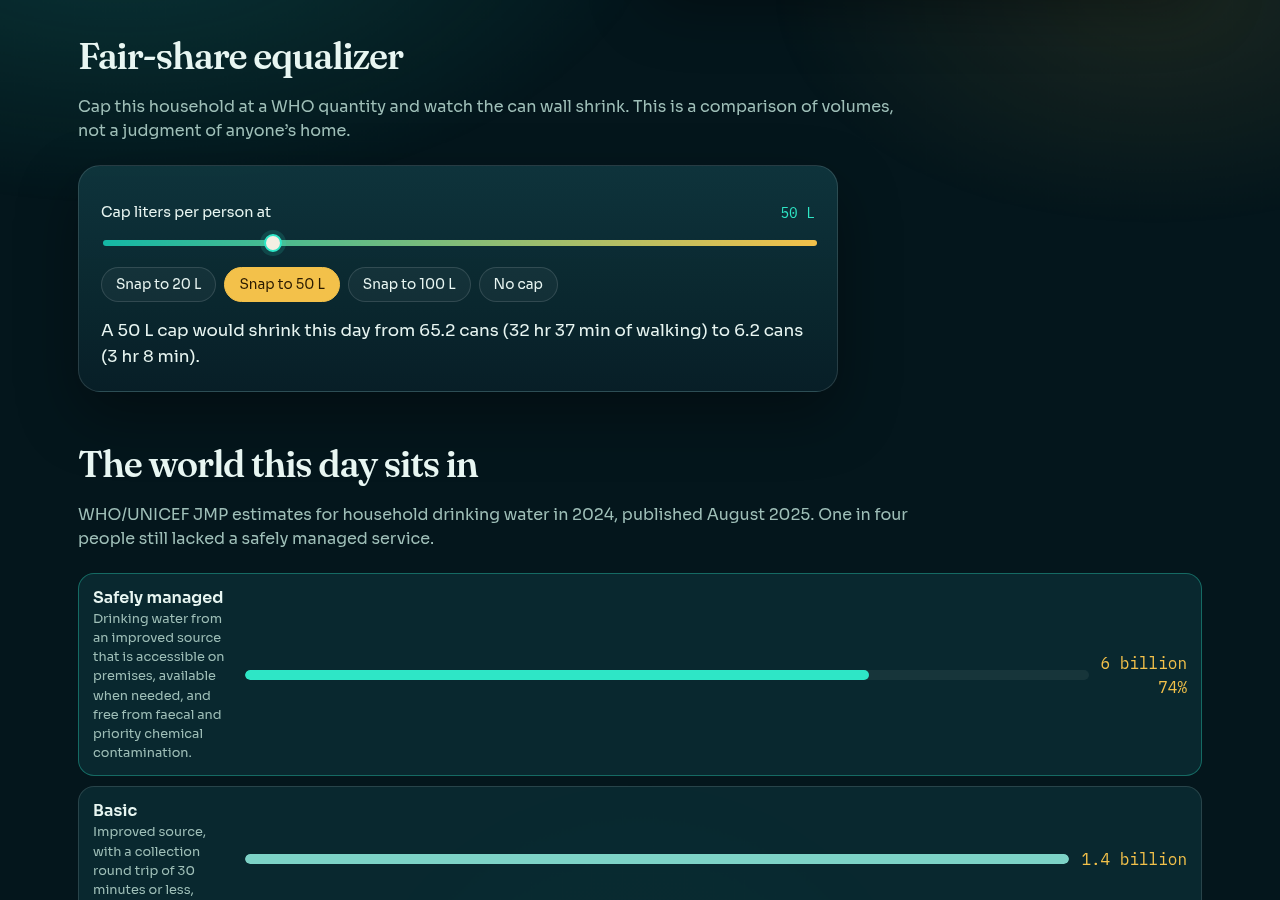 Fair-share equalizer
Cap this household at a WHO quantity and watch the can wall shrink. This is a comparison of volumes,
not a judgment of anyone’s home.
Cap liters per person at
50 L
Snap to 20 L
Snap to 50 L
Snap to 100 L
No cap
A 50 L cap would shrink this day from 65.2 cans (32 hr 37 min of walking) to 6.2 cans
(3 hr 8 min).
The world this day sits in
WHO/UNICEF JMP estimates for household drinking water in 2024, published August 2025. One in four
people still lacked a safely managed service.
Safely managed
Drinking water from
an improved source
that is accessible on
premises, available
when needed, and
free from faecal and
priority chemical
contamination.
6 billion
74%
Basic
Improved source,
with a collection
round trip of 30
minutes or less,
1.4 billion